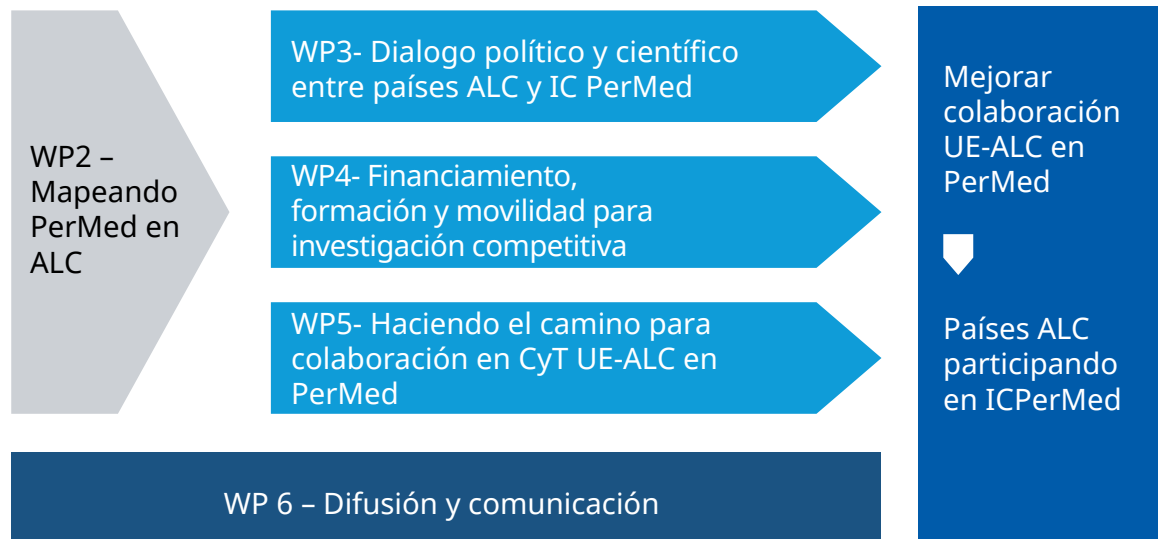 WP2 –
Mapeando
PerMed en
ALC
WP3- Dialogo político y científico
entre países ALC y IC PerMed
WP4- Financiamiento,
formación y movilidad para
investigación competitiva
WP5- Haciendo el camino para
colaboración en CyT UE-ALC en
PerMed
WP 6 – Difusión y comunicación
Mejorar
colaboración
UE-ALC en
PerMed
Países ALC
participando
en ICPerMed